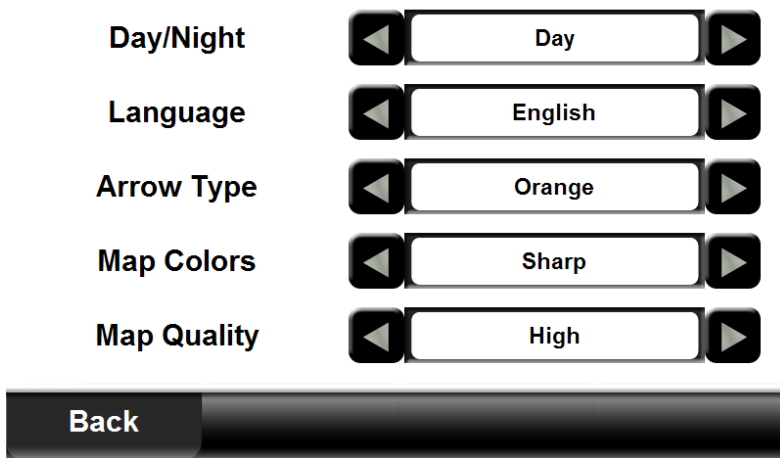 Day/Night Day
Language English
Arrow Type Orange
Map Colors Sharp
Map Quality High
Back